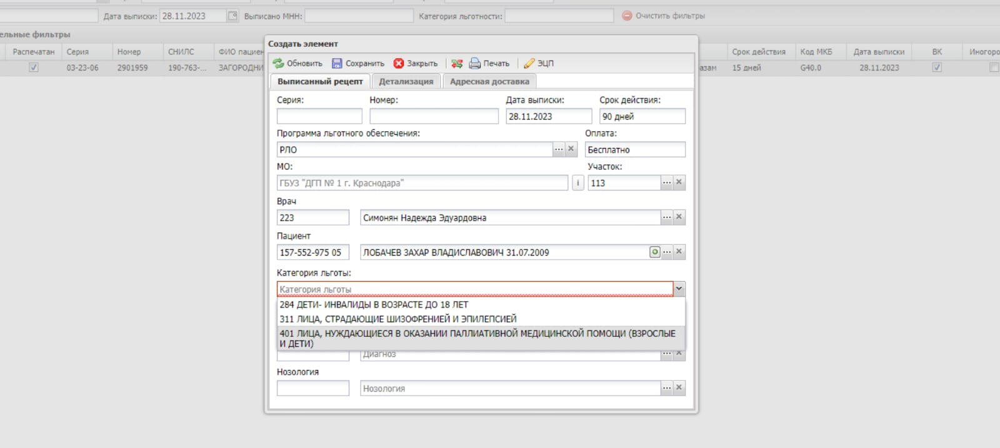 Дата выписки: 28.11.2023 Выписано МНН: Категория льготности: Очистить фильтры
ельные фильтры
Распечатан Серия Номер СНИЛС ФИО пациен Срок действия Код МКБ Дата выписки ВК Иногоро
03-23-06 2901959 190-763-... ЗАГОРОДНИ азам 15 дней G40.0 28.11.2023
Создать элемент
Обновить Сохранить Закрыть Печать ЭЦП
Выписанный рецепт Детализация Адресная доставка
Серия: Номер: Дата выписки: Срок действия:
28.11.2023 90 дней
Программа льготного обеспечения: Оплата:
РЛО ... Бесплатно
МО: Участок:
ГБУЗ "ДГП № 1 г. Краснодара" i 113 ...
Врач
223 Симонян Надежда Эдуардовна ...
Пациент
157-552-975 05 ЛОБАЧЕВ ЗАХАР ВЛАДИСЛАВОВИЧ 31.07.2009 ...
Категория льготы:
Категория льготы
284 ДЕТИ- ИНВАЛИДЫ В ВОЗРАСТЕ ДО 18 ЛЕТ
311 ЛИЦА, СТРАДАЮЩИЕ ШИЗОФРЕНИЕЙ И ЭПИЛЕПСИЕЙ
401 ЛИЦА, НУЖДАЮЩИЕСЯ В ОКАЗАНИИ ПАЛЛИАТИВНОЙ МЕДИЦИНСКОЙ ПОМОЩИ (ВЗРОСЛЫЕ
И ДЕТИ)
Диагноз ...
Нозология
Нозология ...